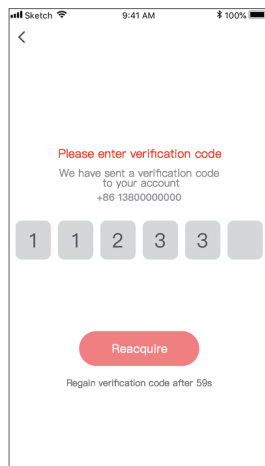 Sketch 9:41 AM 100%
Please enter verification code
We have sent a verification code
to your account
+86 13800000000
1 1 2 3 3
Reacquire
Regain verification code after 59s